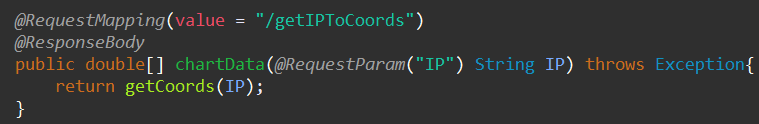 @RequestMapping(value = "/getIPToCoords")
@ResponseBody
public double[] chartData(@RequestParam("IP") String IP) throws Exception{
    return getCoords(IP);
}